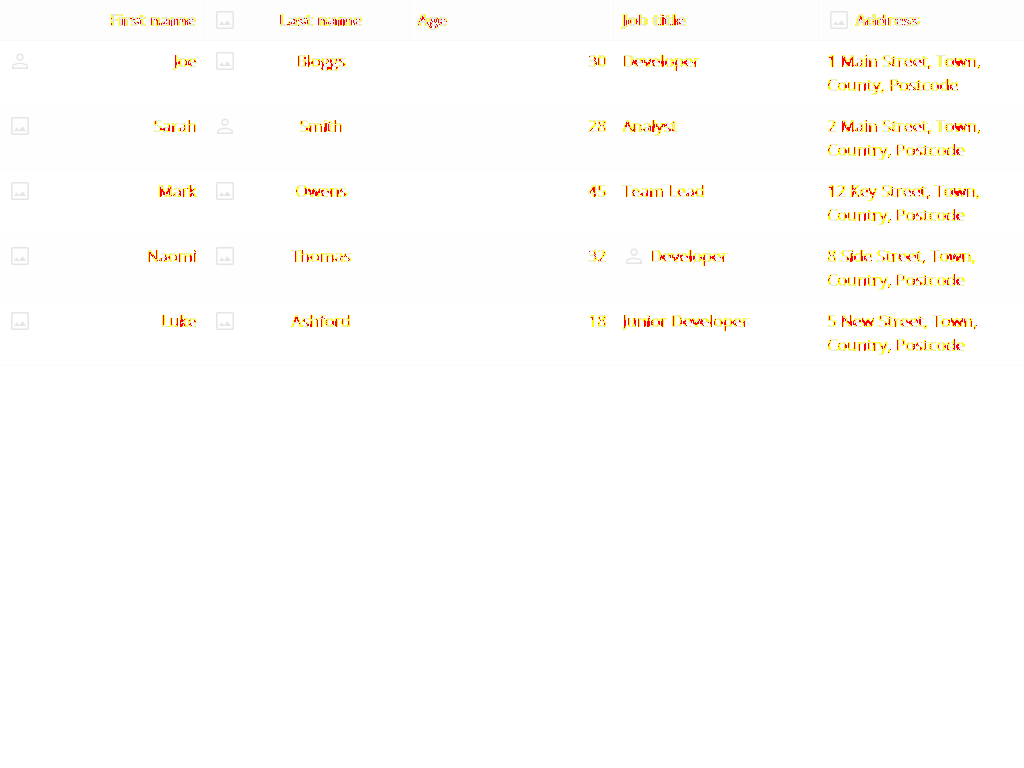 First name Last name Age Job title Address
Joe Bloggs 30 Developer 1 Main Street, Town,
County, Postcode
Sarah Smith 28 Analyst 2 Main Street, Town,
Country, Postcode
Mark Owens 45 Team Lead 12 Key Street, Town,
Country, Postcode
Naomi Thomas 32 Developer 8 Side Street, Town,
Country, Postcode
Luke Ashford 18 Junior Developer 5 New Street, Town,
Country, Postcode